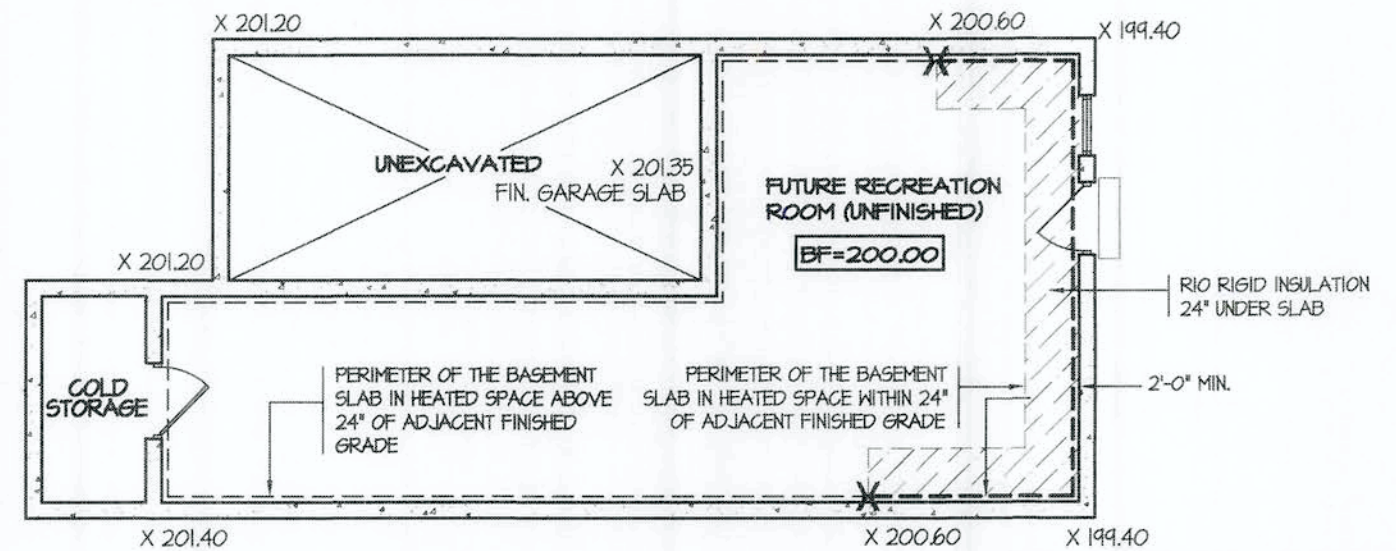 X 201.20
X 200.60
X 199.40
UNEXCAVATED
X 201.35
FIN. GARAGE SLAB
FUTURE RECREATION
ROOM (UNFINISHED)
BF=200.00
X 201.20
R10 RIGID INSULATION
24" UNDER SLAB
COLD
STORAGE
PERIMETER OF THE BASEMENT
SLAB IN HEATED SPACE ABOVE
24" OF ADJACENT FINISHED
GRADE
PERIMETER OF THE BASEMENT
SLAB IN HEATED SPACE WITHIN 24"
OF ADJACENT FINISHED GRADE
2'-0" MIN.
X 201.40
X 200.60
X 199.40